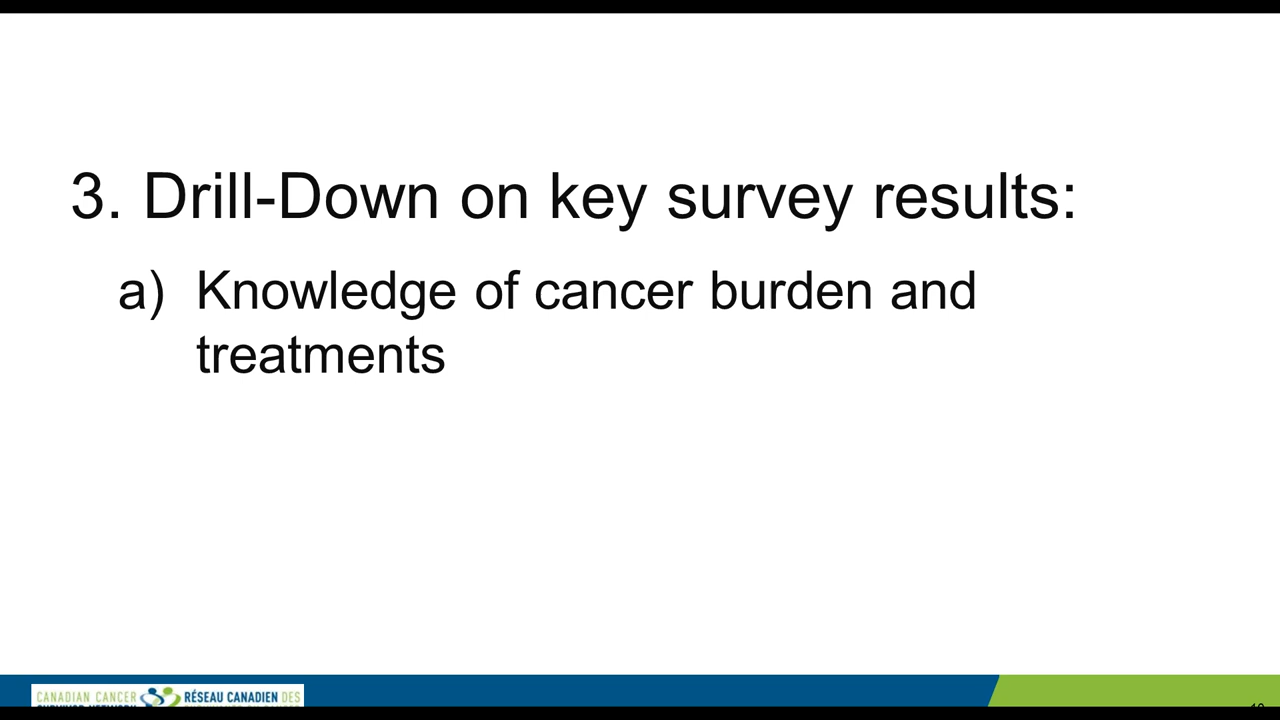 3. Drill-Down on key survey results:
a) Knowledge of cancer burden and
treatments
CANADIAN CANCER
RÉSEAU CANADIEN DES